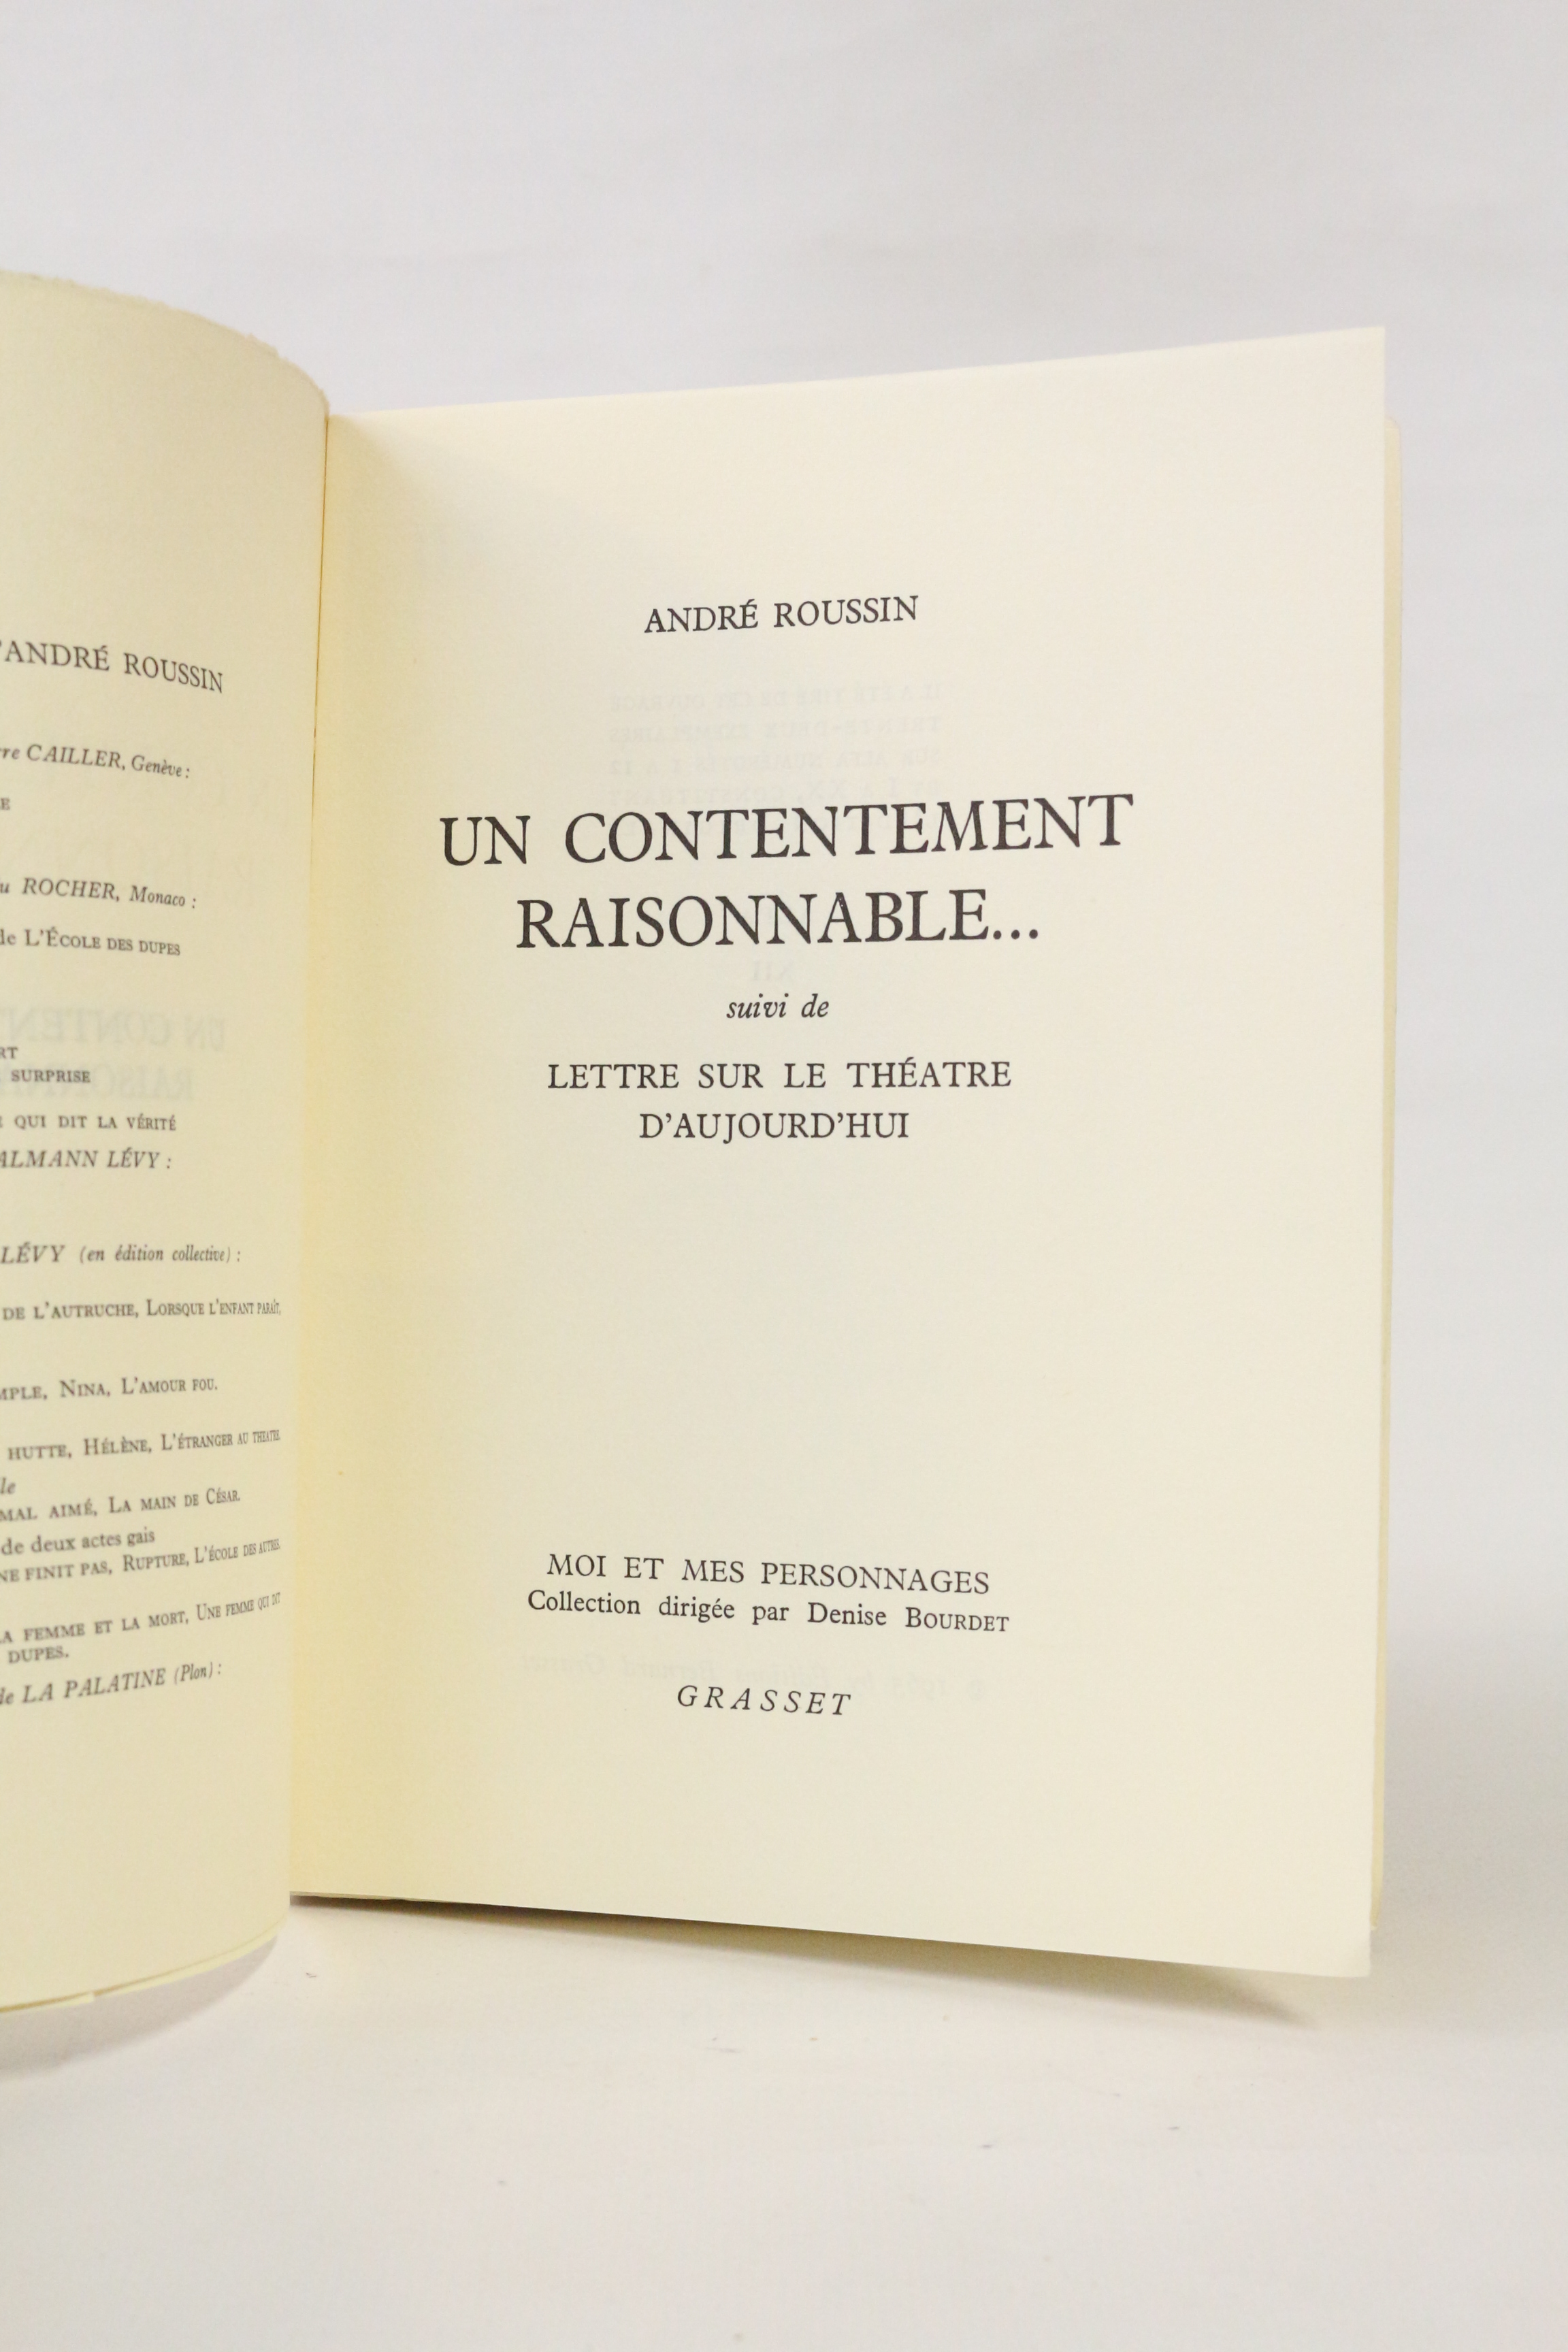 'ANDRÉ ROUSSIN
CAILLER, Genève :
ROCHER, Monaco :
L'ÉCOLE DES DUPES
SURPRISE
QUI DIT LA VÉRITÉ
ALMANN LÉVY :
LÉVY (en édition collective) :
DE L'AUTRUCHE, LORSQUE L'ENFANT PARAÎT,
MPLE, NINA, L'AMOUR FOU.
HUTTE, HÉLÈNE, L'ÉTRANGER AU THEATRE
MAL AIMÉ, LA MAIN DE CÉSAR.
de deux actes gais
NE FINIT PAS, RUPTURE, L'ÉCOLE DES AUTRES.
LA FEMME ET LA MORT, UNE FEMME QUI DIT
DUPES.
de LA PALATINE (Plon) :
ANDRÉ ROUSSIN
UN CONTENTEMENT
RAISONNABLE...
suivi de
LETTRE SUR LE THÉATRE
D'AUJOURD'HUI
MOI ET MES PERSONNAGES
Collection dirigée par Denise BOURDET
GRASSET